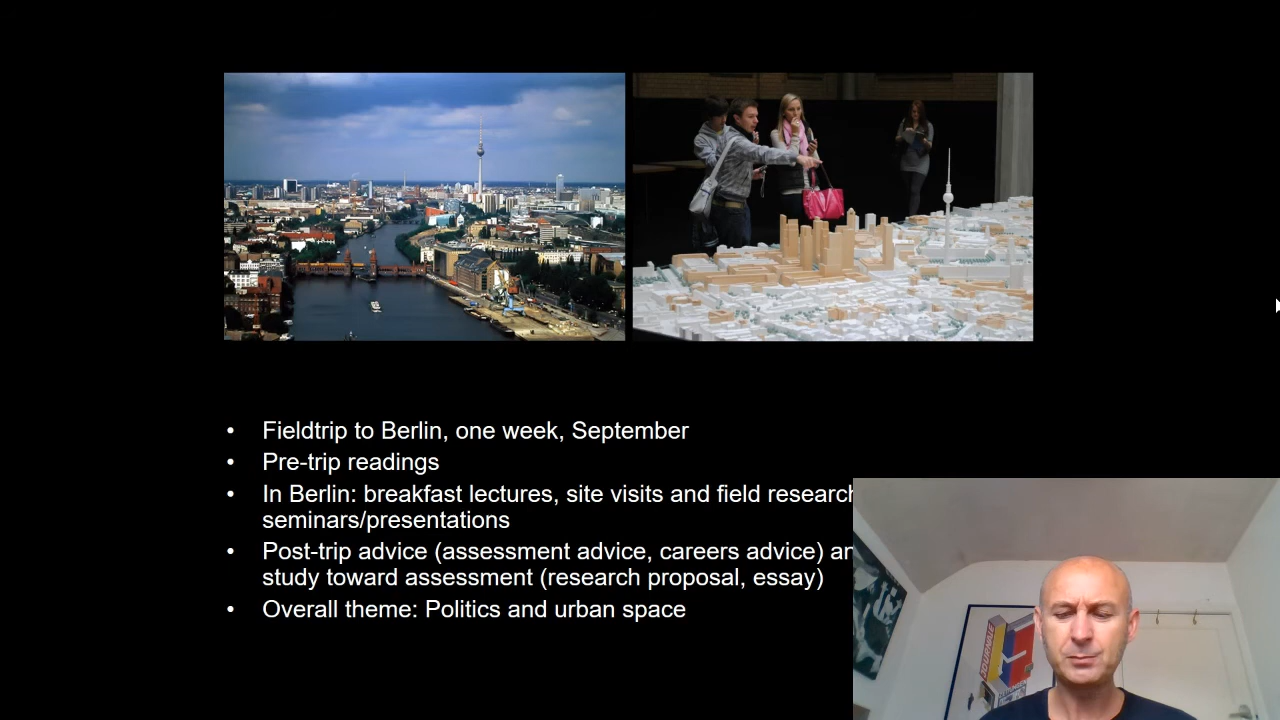 • Fieldtrip to Berlin, one week, September
• Pre-trip readings
• In Berlin: breakfast lectures, site visits and field research
seminars/presentations
• Post-trip advice (assessment advice, careers advice)
study toward assessment (research proposal, essay)
• Overall theme: Politics and urban space
JOURNALE